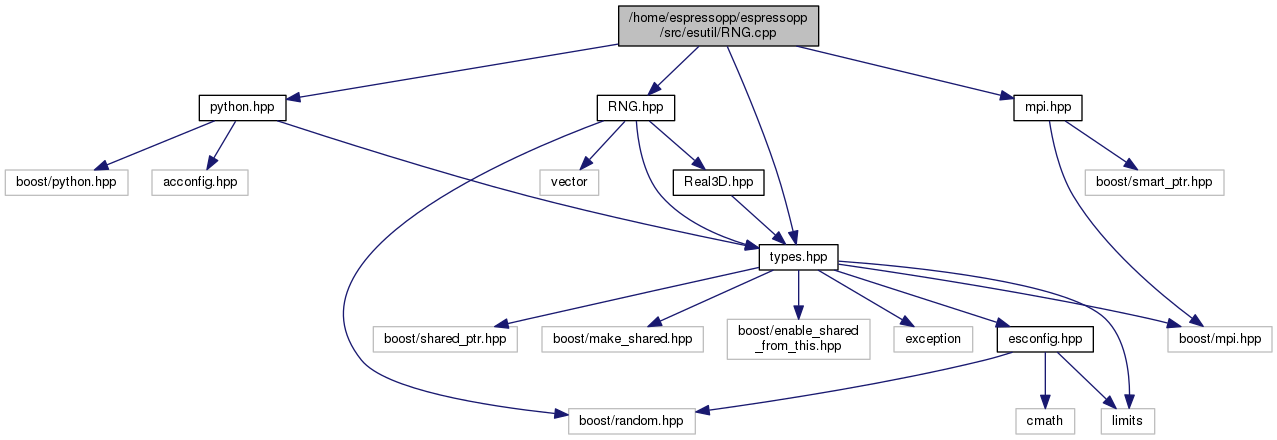 /home/espressopp/espressopp
/src/esutil/RNG.cpp
python.hpp
RNG.hpp
mpi.hpp
boost/python.hpp
acconfig.hpp
vector
Real3D.hpp
boost/smart_ptr.hpp
types.hpp
boost/shared_ptr.hpp
boost/make_shared.hpp
boost/enable_shared
_from_this.hpp
exception
esconfig.hpp
boost/mpi.hpp
boost/random.hpp
cmath
limits